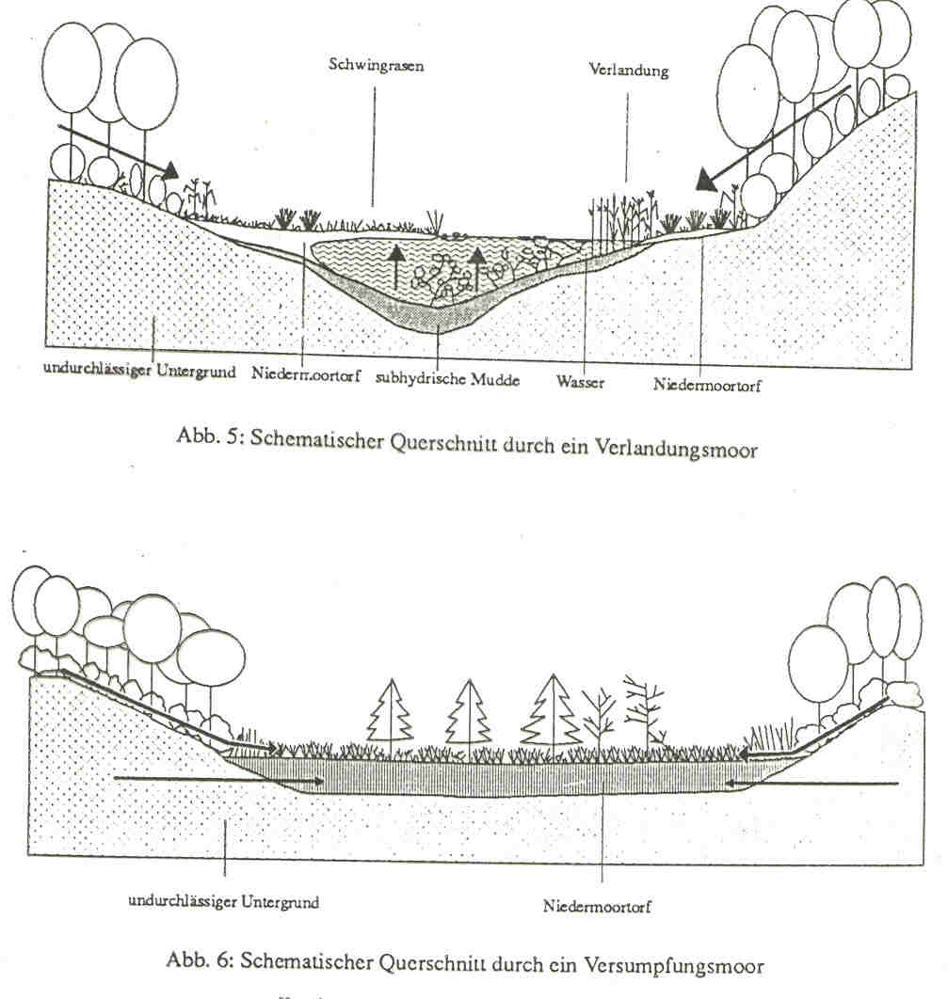 Schwingrasen
Verlandung
undurchlässiger Untergrund
Niedermoortorf
subhydrische Mudde
Wasser
Niedermoortorf
Abb. 5: Schematischer Querschnitt durch ein Verlandungsmoor
undurchlässiger Untergrund
Niedermoortorf
Abb. 6: Schematischer Querschnitt durch ein Versumpfungsmoor